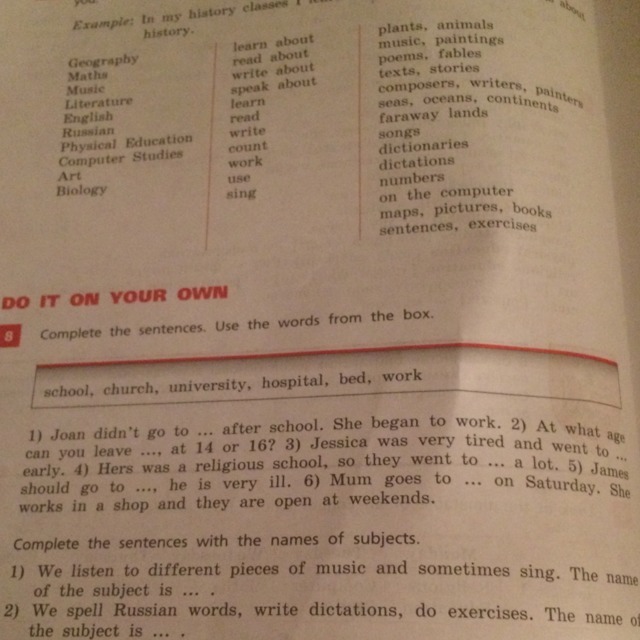 you.
Example: In my history classes I
history.
about
Geography
Maths
Music
Literature
English
Russian
Physical Education
Computer Studies
Art
Biology
learn about
read about
write about
speak about
learn
read
write
count
work
use
sing
plants, animals
music, paintings
poems, fables
texts, stories
composers, writers, painters
seas, oceans, continents
faraway lands
songs
dictionaries
dictations
numbers
on the computer
maps, pictures, books
sentences, exercises
DO IT ON YOUR OWN
8 Complete the sentences. Use the words from the box.
school, church, university, hospital, bed, work
1) Joan didn't go to ... after school. She began to work. 2) At what age
can you leave ..., at 14 or 16? 3) Jessica was very tired and went to ...
early. 4) Hers was a religious school, so they went to ... a lot. 5) James
should go to ..., he is very ill. 6) Mum goes to ... on Saturday. She
works in a shop and they are open at weekends.
Complete the sentences with the names of subjects.
1) We listen to different pieces of music and sometimes sing. The name
of the subject is ... .
2) We spell Russian words, write dictations, do exercises. The name of
the subject is ... .